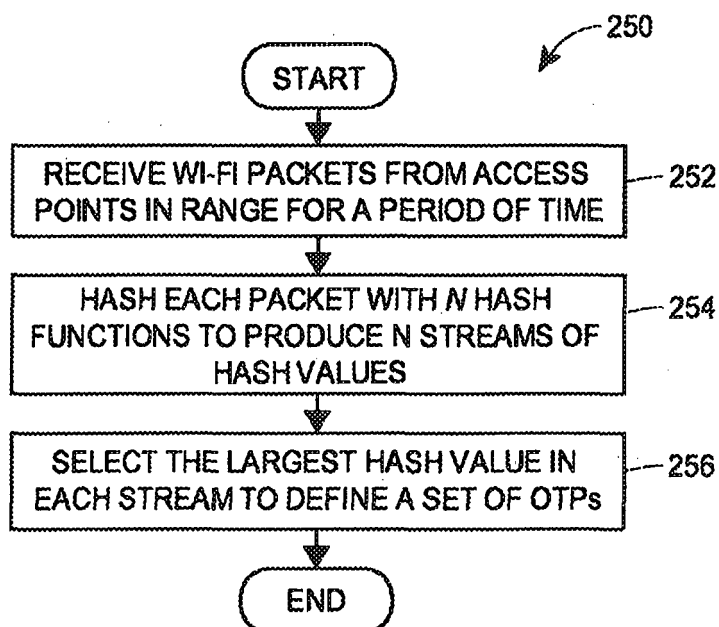 250
START
RECEIVE WI-FI PACKETS FROM ACCESS
POINTS IN RANGE FOR A PERIOD OF TIME
252
HASH EACH PACKET WITH N HASH
FUNCTIONS TO PRODUCE N STREAMS OF
HASH VALUES
254
SELECT THE LARGEST HASH VALUE IN
EACH STREAM TO DEFINE A SET OF OTPs
256
END